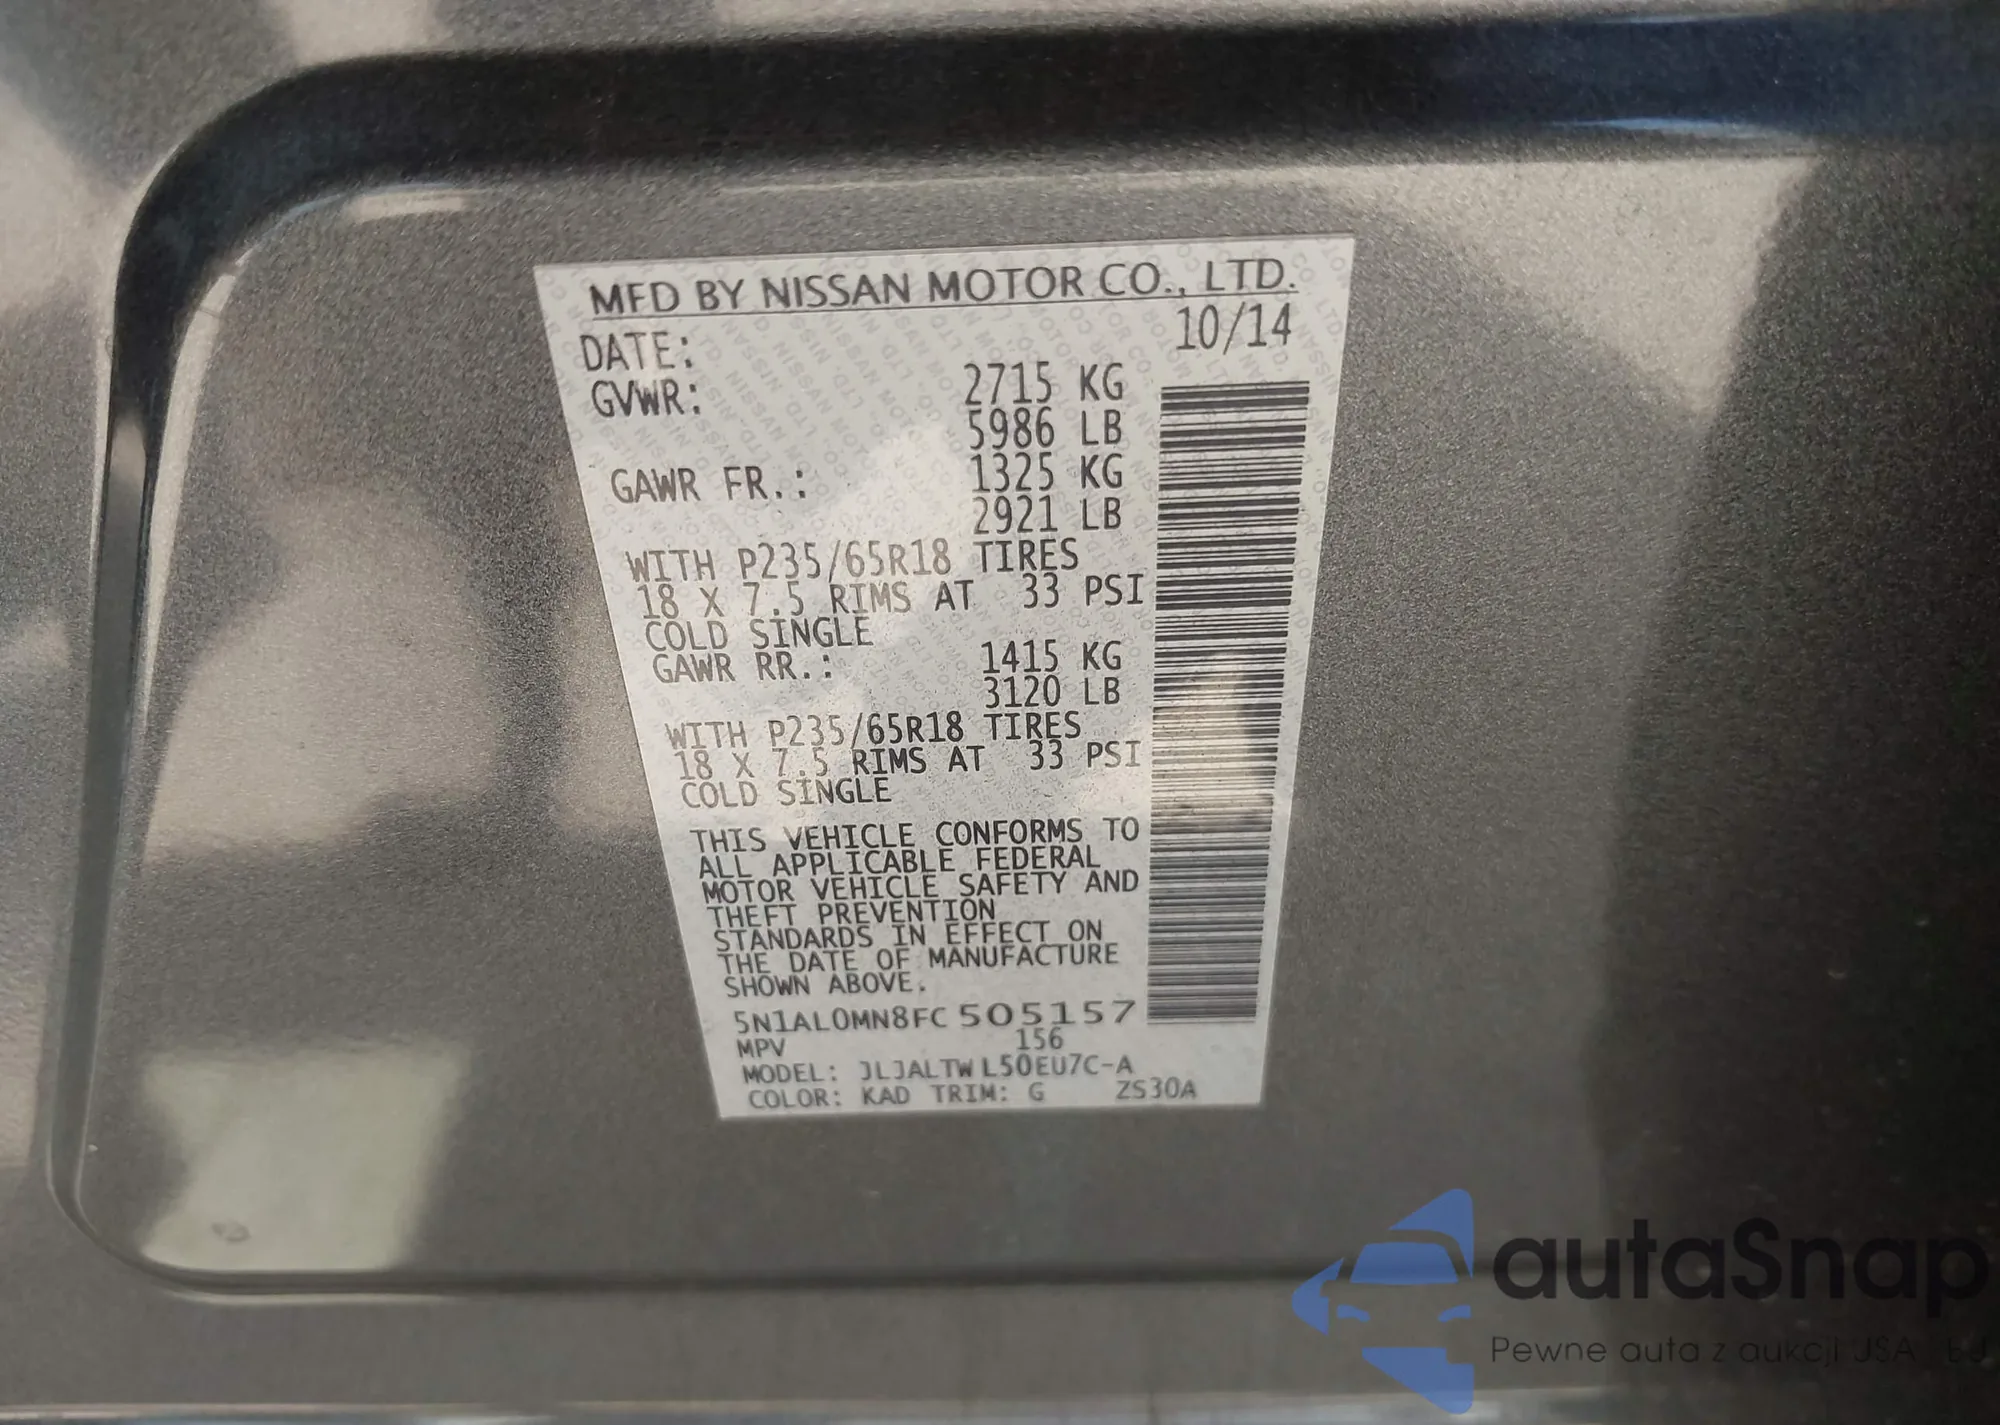 MFD BY NISSAN MOTOR CO., LTD.
DATE: 10/14
GVWR: 2715 KG
5986 LB
GAWR FR.: 1325 KG
2921 LB
WITH P235/65R18 TIRES
18 X 7.5 RIMS AT 33 PSI
COLD SINGLE
GAWR RR.: 1415 KG
3120 LB
WITH P235/65R18 TIRES
18 X 7.5 RIMS AT 33 PSI
COLD SINGLE
THIS VEHICLE CONFORMS TO
ALL APPLICABLE FEDERAL
MOTOR VEHICLE SAFETY AND
THEFT PREVENTION
STANDARDS IN EFFECT ON
THE DATE OF MANUFACTURE
SHOWN ABOVE.
5N1AL0MN8FC 505157
MPV 156
MODEL: JLJALTW L50EU7C-A
COLOR: KAD TRIM: G ZS30A
autaSnap
Pewne auta z aukcji USA